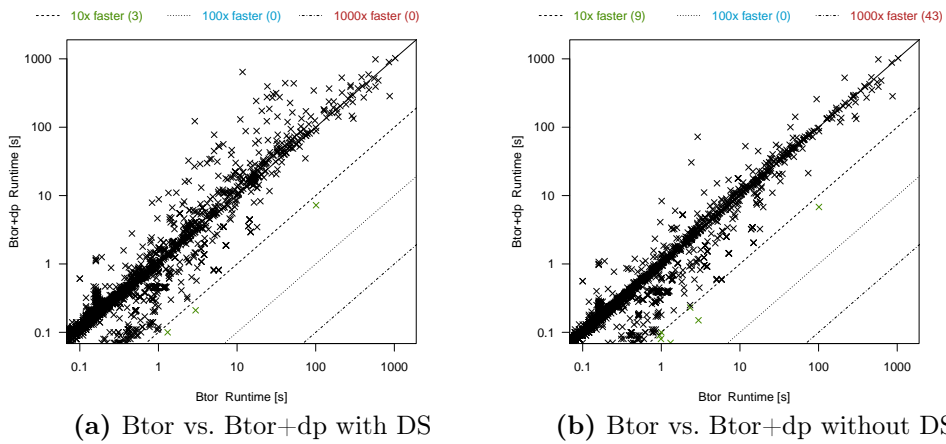 10x faster (3) 100x faster (0) 1000x faster (0)
1000
100
10
1
0.1
Btor+dp Runtime [s]
0.1 1 10 100 1000
Btor Runtime [s]
(a) Btor vs. Btor+dp with DS
10x faster (9) 100x faster (0) 1000x faster (43)
1000
100
10
1
0.1
Btor+dp Runtime [s]
0.1 1 10 100 1000
Btor Runtime [s]
(b) Btor vs. Btor+dp without DS